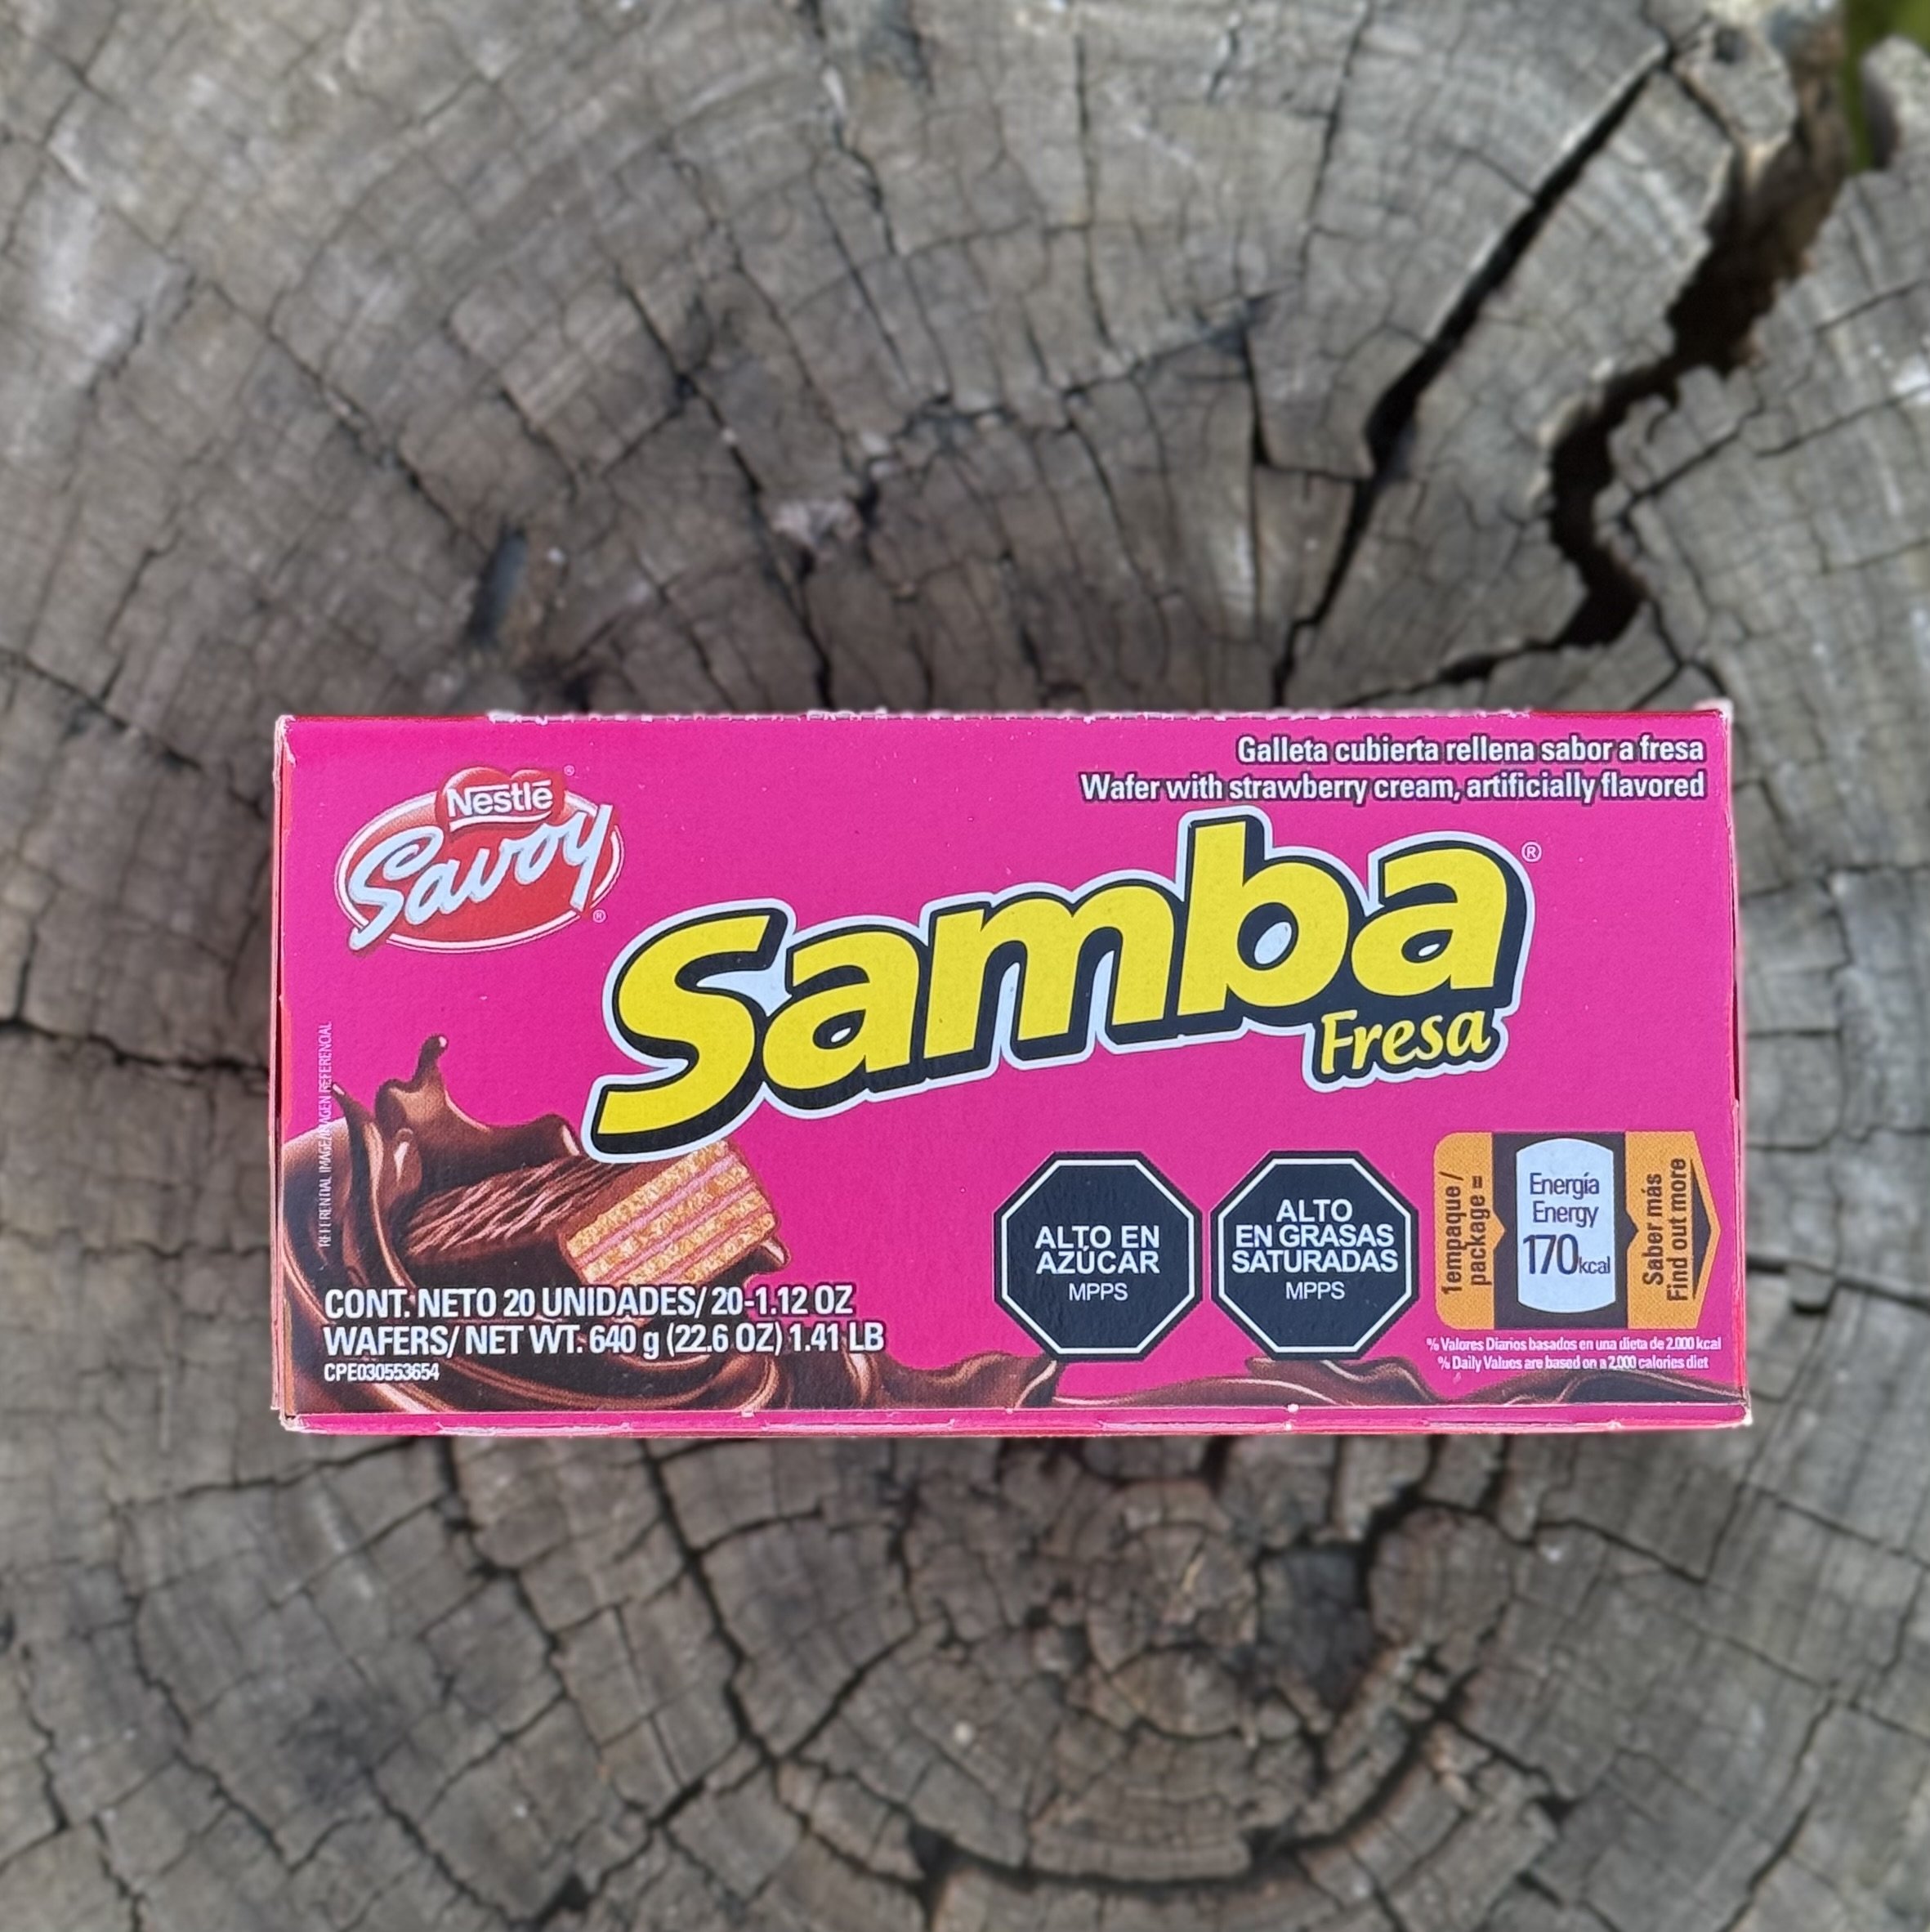 Galleta cubierta rellena sabor a fresa
Wafer with strawberry cream, artificially flavored
Nestlé
Savoy
Samba
Fresa
REFERENTIAL IMAGE/IMAGEN REFERENCIAL
ALTO EN
AZÚCAR
MPPS
ALTO
EN GRASAS
SATURADAS
MPPS
1empaque /
package =
Energía
Energy
170kcal
Saber más
Find out more
CONT. NETO 20 UNIDADES/ 20-1.12 OZ
WAFERS/ NET WT. 640 g (22.6 OZ) 1.41 LB
CPE030553654
% Valores Diarios basados en una dieta de 2.000 kcal
% Daily Values are based on a 2,000 calories diet